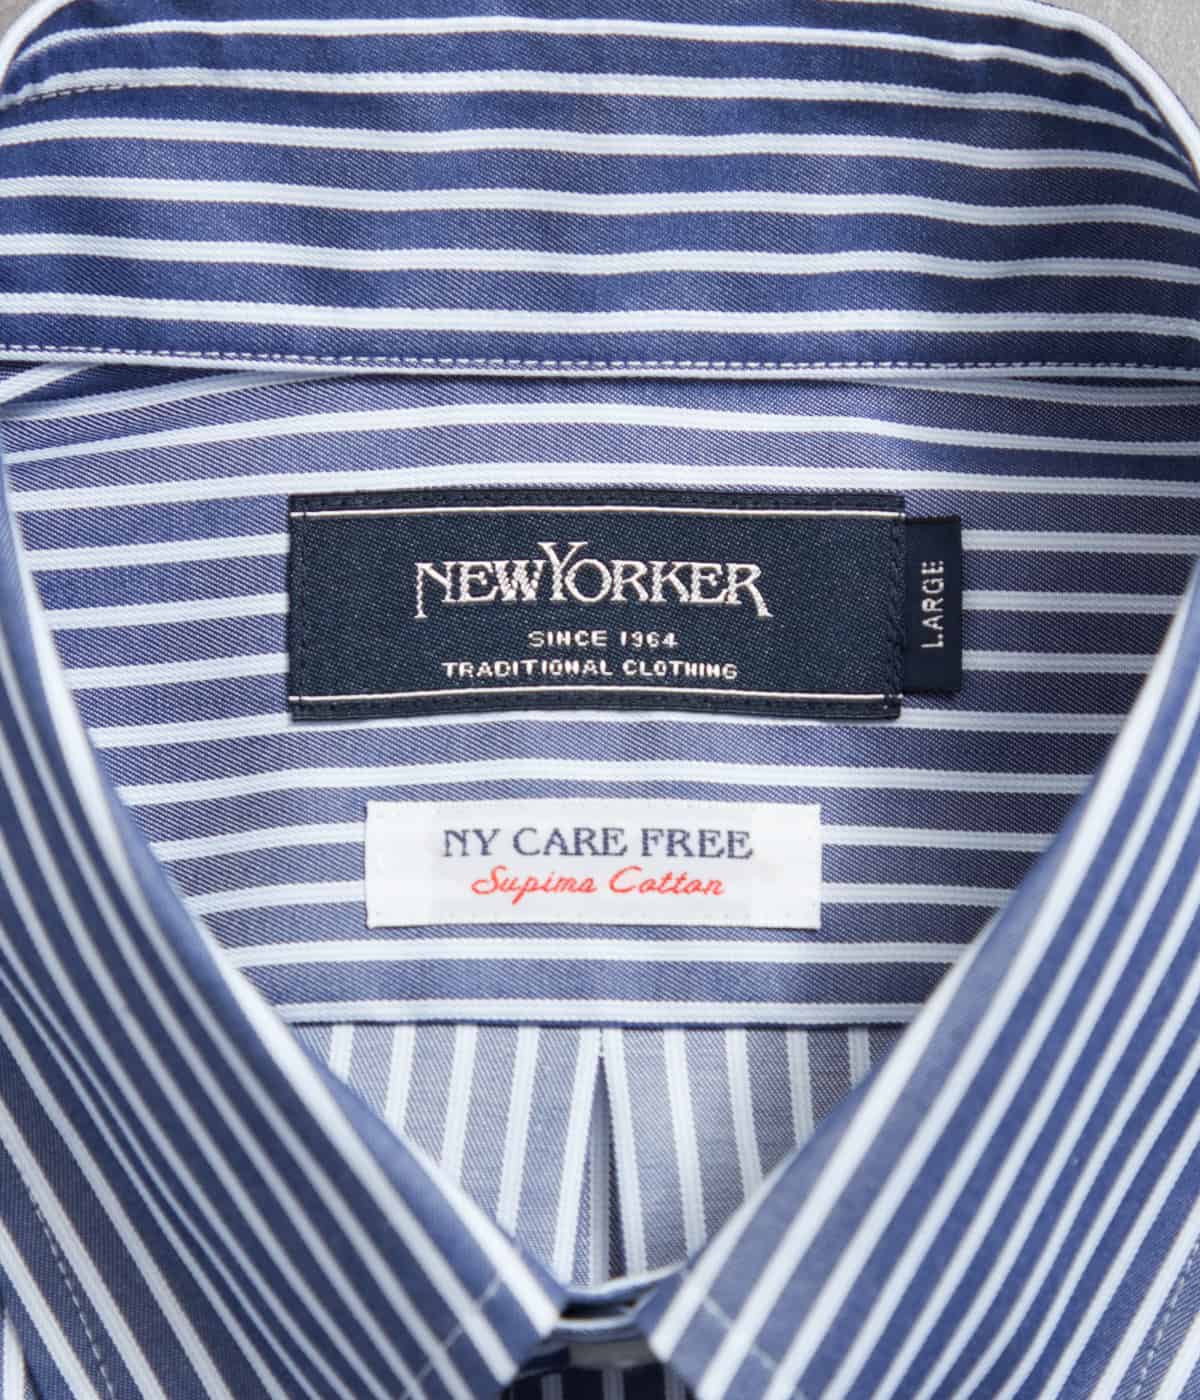 NEWYORKER
SINCE 1964
TRADITIONAL CLOTHING
LARGE
NY CARE FREE
Supima Cotton